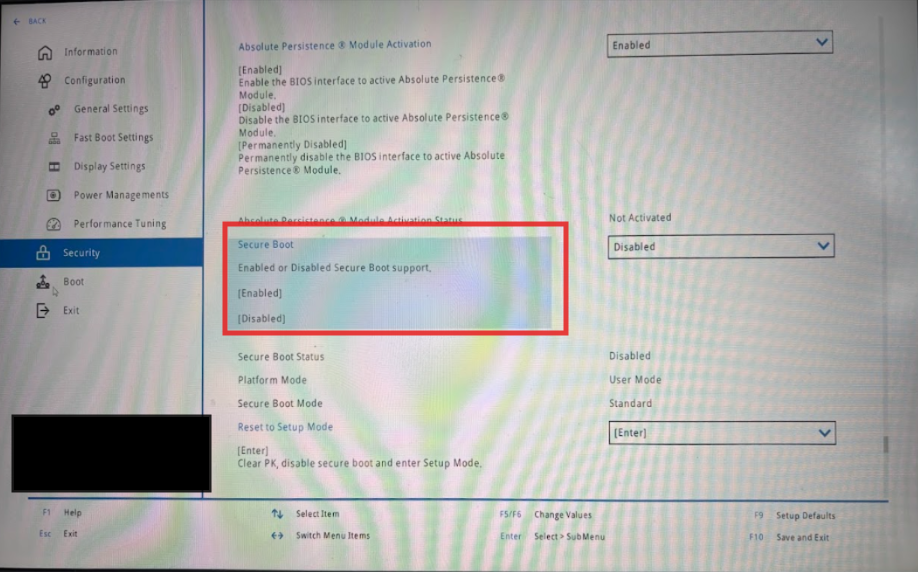 BACK
Information
Configuration
General Settings
Fast Boot Settings
Display Settings
Power Managements
Performance Tuning
Security
Boot
Exit
Absolute Persistence ® Module Activation
Enabled
[Enabled]
Enable the BIOS interface to active Absolute Persistence®
Module.
[Disabled]
Disable the BIOS interface to active Absolute Persistence®
Module.
[Permanently Disabled]
Permanently disable the BIOS interface to active Absolute
Persistence® Module.
Absolute Persistence ® Module Activation Status
Not Activated
Secure Boot
Disabled
Enabled or Disabled Secure Boot support.
[Enabled]
[Disabled]
Secure Boot Status
Disabled
Platform Mode
User Mode
Secure Boot Mode
Standard
Reset to Setup Mode
[Enter]
[Enter]
Clear PK, disable secure boot and enter Setup Mode.
F1 Help
Select Item
F5/F6 Change Values
F9 Setup Defaults
Esc Exit
Switch Menu Items
Enter Select > SubMenu
F10 Save and Exit